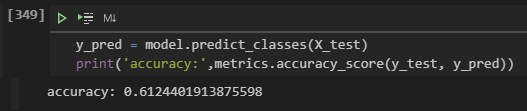 [349]
M↓
y_pred = model.predict_classes(X_test)
print('accuracy:',metrics.accuracy_score(y_test, y_pred))
accuracy: 0.6124401913875598